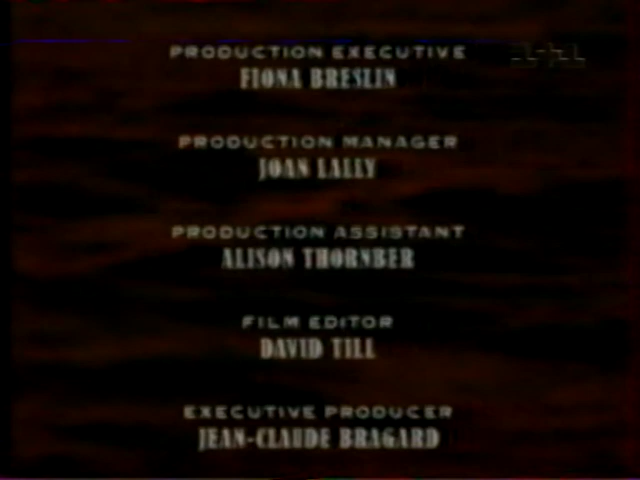 PRODUCTION EXECUTIVE
FIONA BRESLIN
PRODUCTION MANAGER
JOAN LALLY
PRODUCTION ASSISTANT
ALISON THORNBER
FILM EDITOR
DAVID TILL
EXECUTIVE PRODUCER
JEAN-CLAUDE BRAGARD